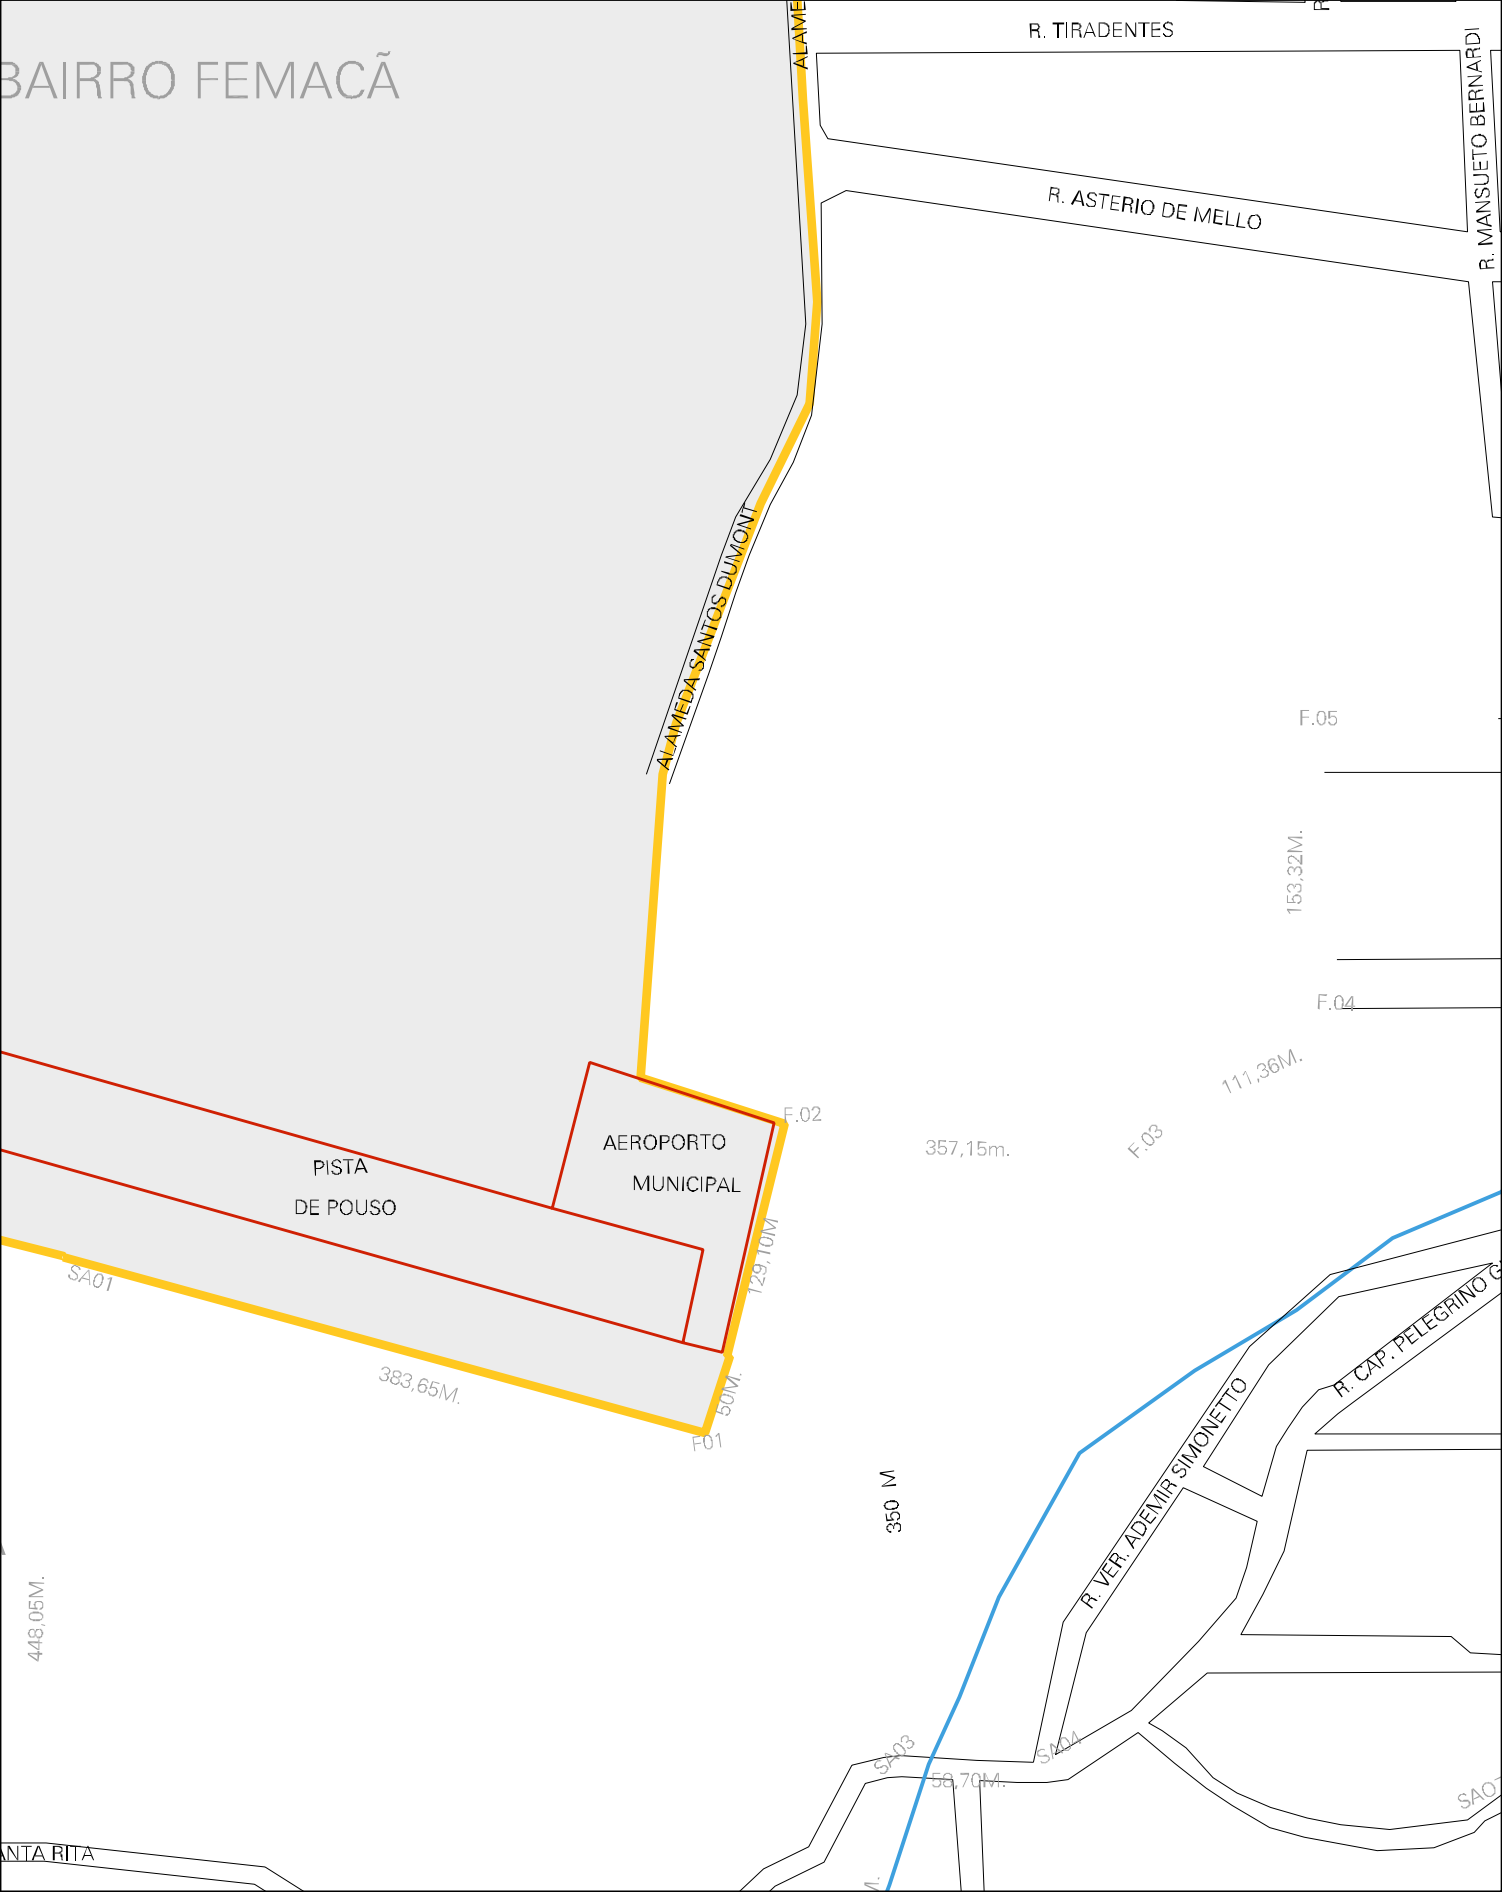 R. TIRADENTES
BAIRRO FEMACÃ
R. MANSUETO BERNARDI
R. ASTERIO DE MELLO
ALAMEDA SANTOS DUMONT
F.05
153,32M.
F.04
111,36M.
F.02
F.03
357,15m.
AEROPORTO
MUNICIPAL
PISTA
DE POUSO
129,10M
SA01
R. CAP. PELEGRINO
383,65M.
50M.
F01
R. VER. ADEMIR SIMONETTO
350 M
448,05M.
SA03
SA04
58,70M.
ANTA RITA